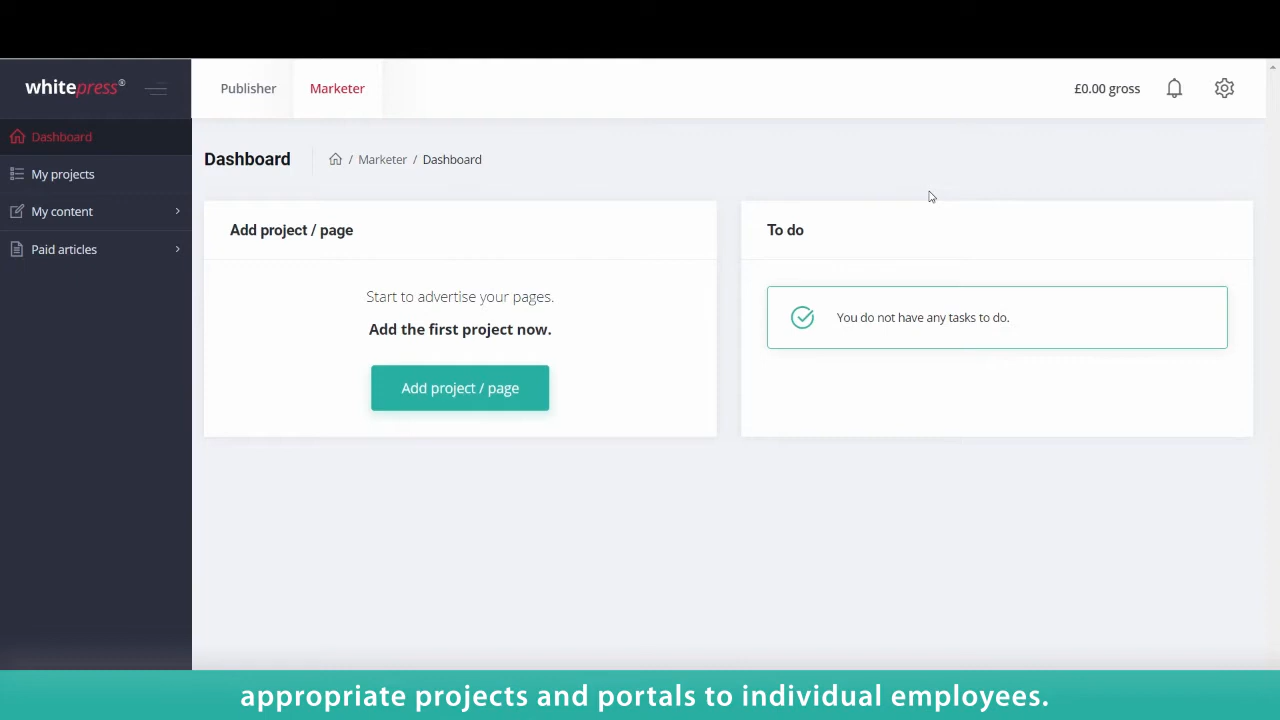 whitepress®
Publisher
Marketer
£0.00 gross
Dashboard
My projects
My content
Paid articles
Dashboard
/ Marketer / Dashboard
Add project / page
Start to advertise your pages.
Add the first project now.
Add project / page
To do
You do not have any tasks to do.
appropriate projects and portals to individual employees.